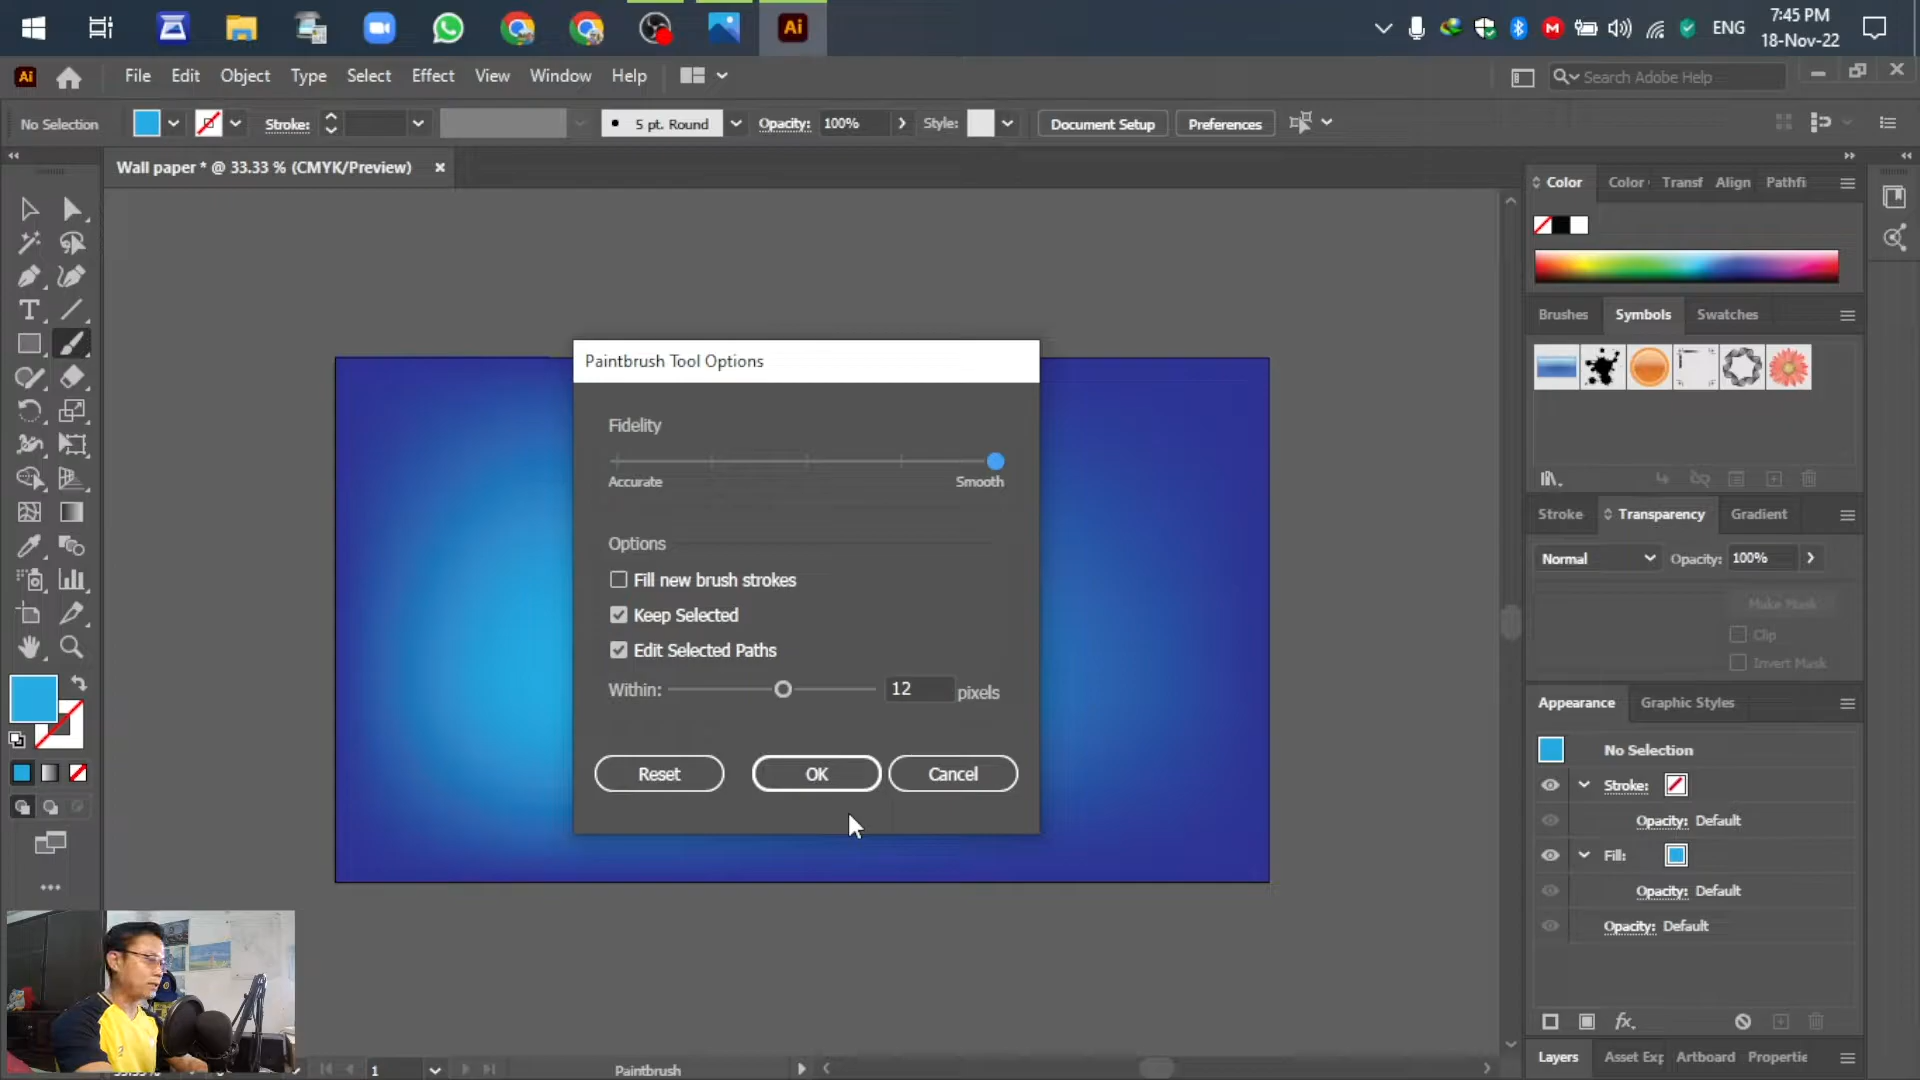 7:45 PM
ENG
18-Nov-22
Ai
Ai
File Edit Object Type Select Effect View Window Help
Search Adobe Help
No Selection
Stroke:
5 pt. Round
Opacity: 100%
Style:
Document Setup
Preferences
Wall paper * @ 33.33 % (CMYK/Preview)
Color Color Transf Align Pathfi
Brushes Symbols Swatches
Paintbrush Tool Options
Fidelity
Accurate Smooth
Options
Fill new brush strokes
Keep Selected
Edit Selected Paths
Within: 12 pixels
Reset OK Cancel
Stroke Transparency Gradient
Normal Opacity: 100%
Make Mask
Clip
Invert Mask
Appearance Graphic Styles
No Selection
Stroke:
Opacity: Default
Fill:
Opacity: Default
Opacity: Default
fx.
1 Paintbrush
Layers Asset Exp Artboard Propertie